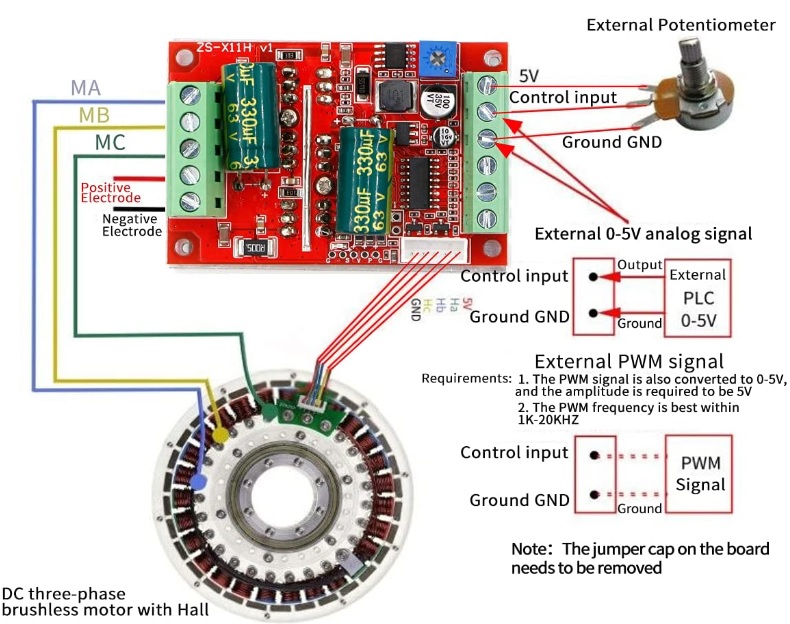 External Potentiometer
ZS-X11H v1
5V
MA
Control input
MB
MC
Ground GND
Positive
Electrode
Negative
Electrode
330uF
63V
330uF 330uF
63V 63V
100
35V
VT
R005
External 0-5V analog signal
Control input
Output
External
PLC
0-5V
Ground GND
Ground
GND
Hc
Hb
Ha
5V
External PWM signal
Requirements: 1. The PWM signal is also converted to 0-5V,
and the amplitude is required to be 5V
2. The PWM frequency is best within
1K-20KHZ
Control input
PWM
Signal
Ground GND
Ground
Note: The jumper cap on the board
needs to be removed
DC three-phase
brushless motor with Hall